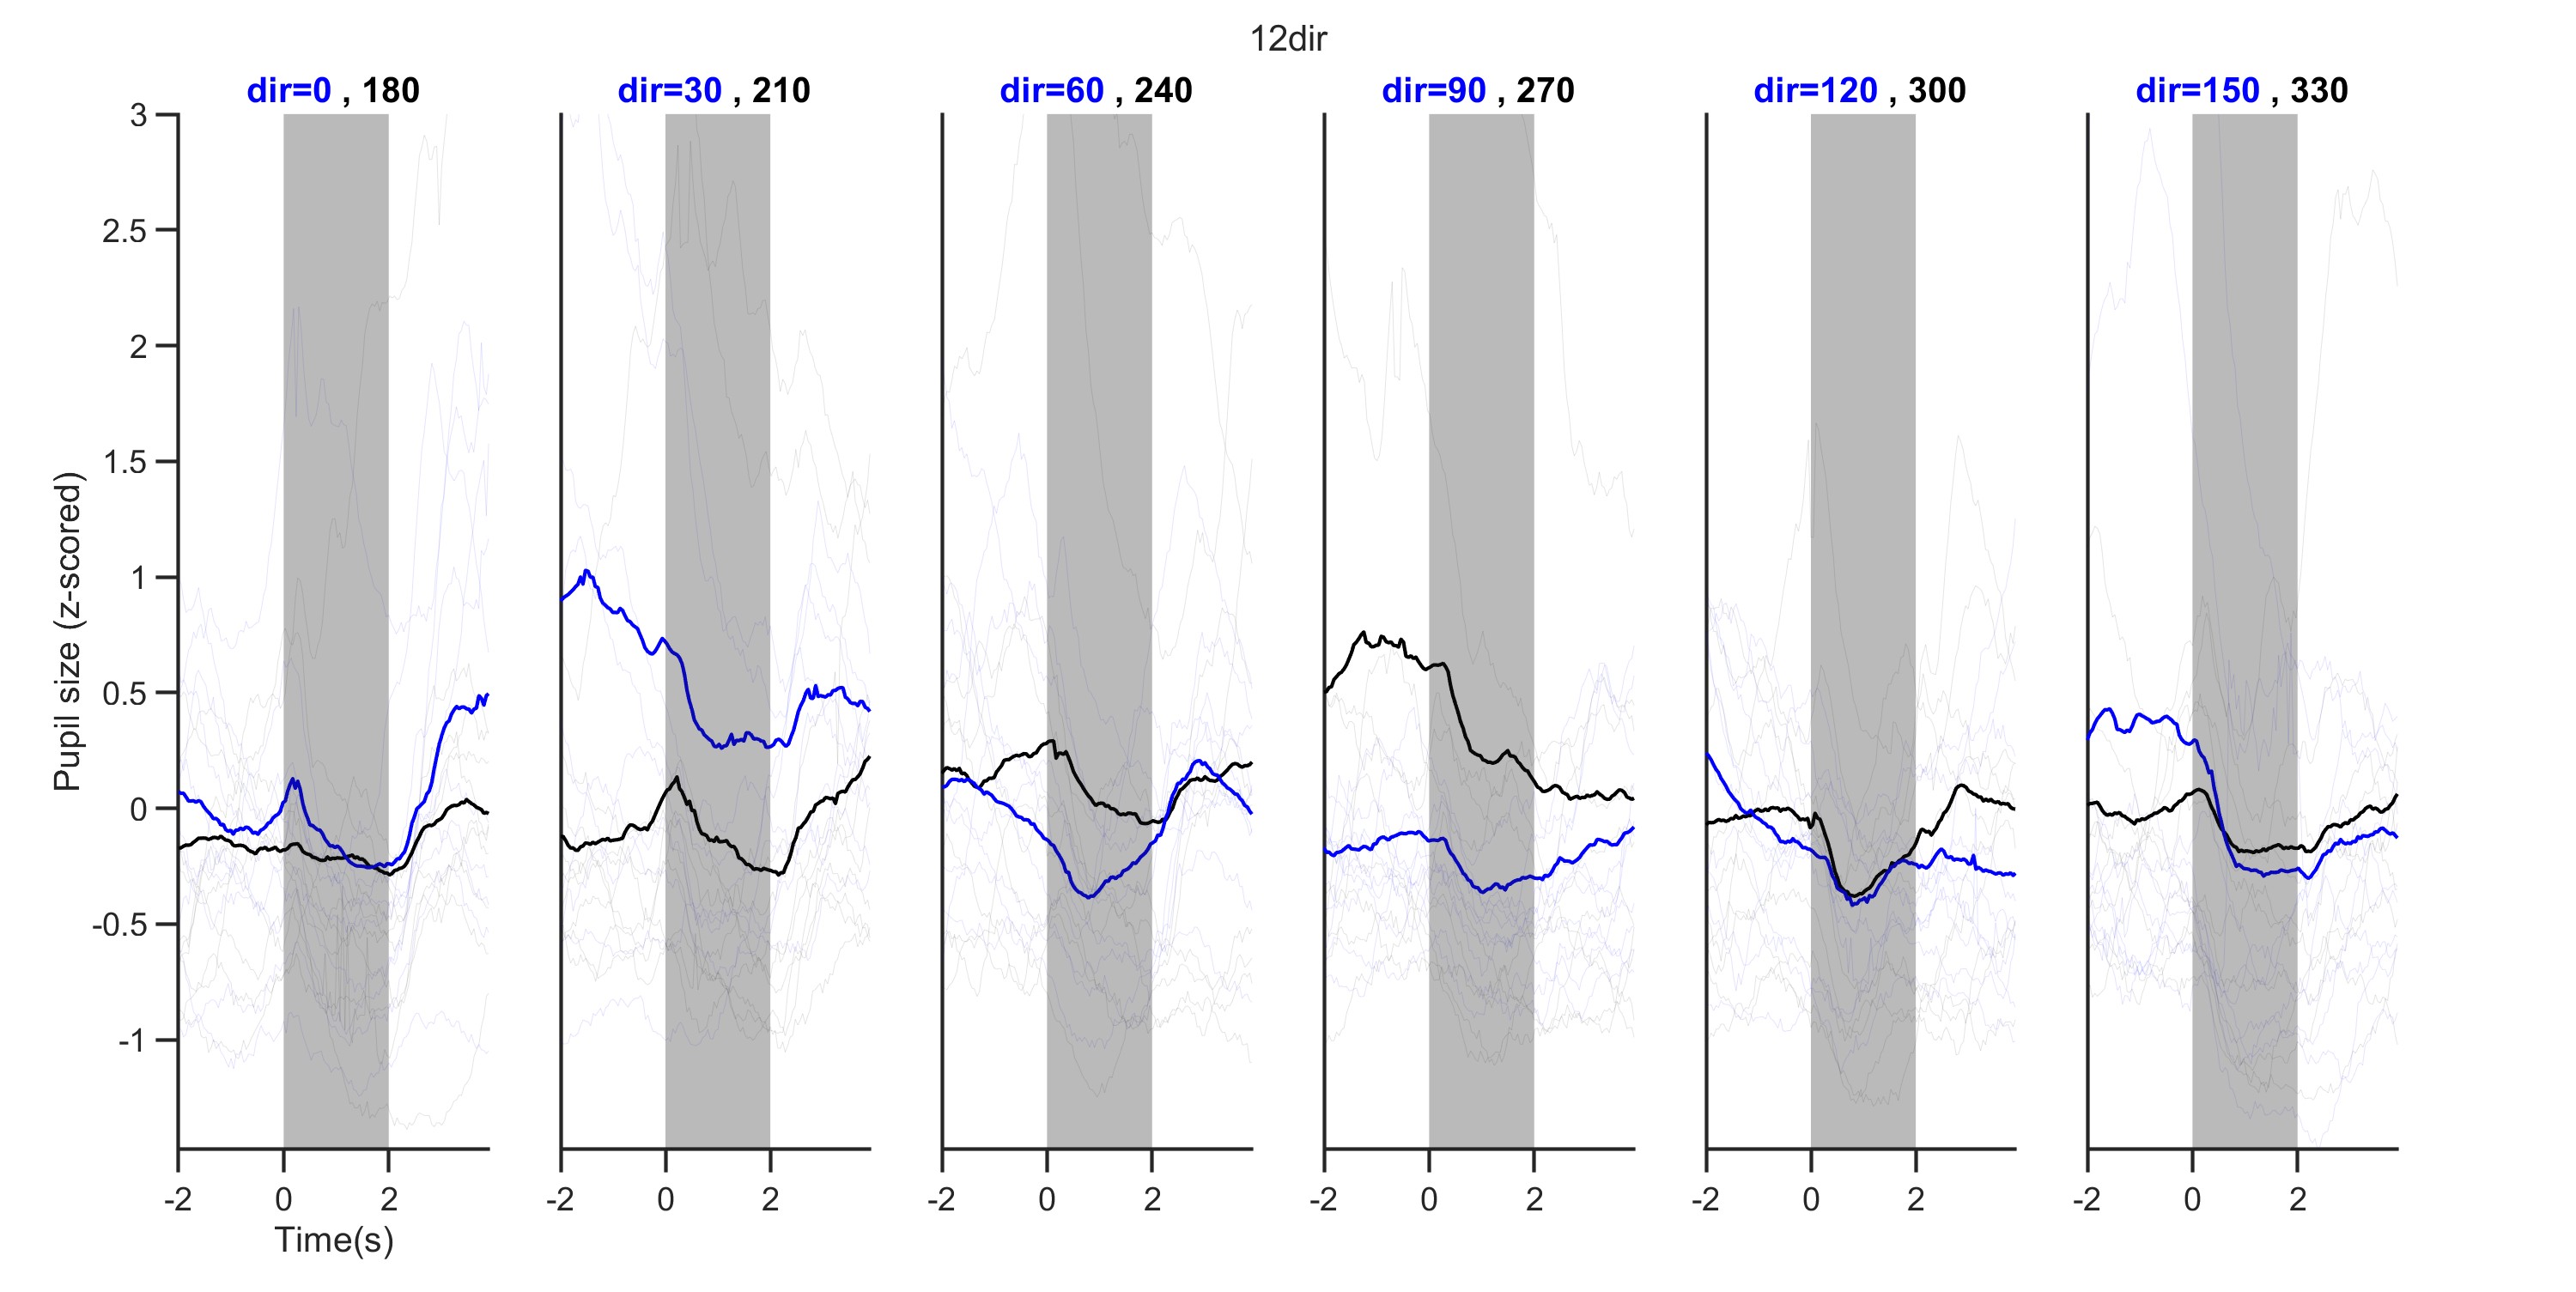 12dir
dir=0 , 180
dir=30 , 210
dir=60 , 240
dir=90 , 270
dir=120 , 300
dir=150 , 330
3
2.5
2
1.5
1
0.5
0
-0.5
-1
Pupil size (z-scored)
-2 0 2
-2 0 2
-2 0 2
-2 0 2
-2 0 2
-2 0 2
Time(s)